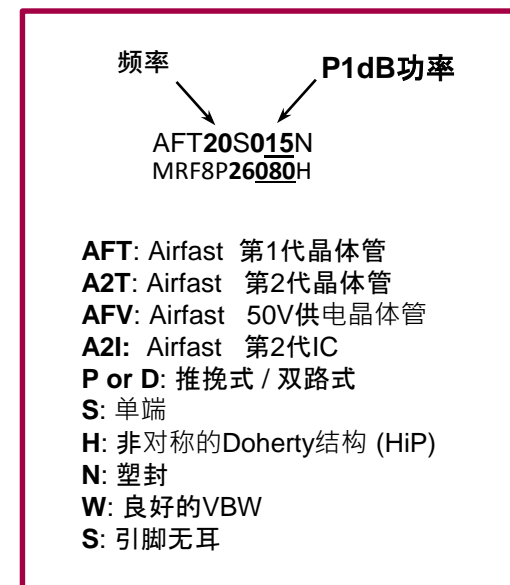 频率
P1dB功率
AFT20S015N
MRF8P26080H
AFT: Airfast 第1代晶体管
A2T: Airfast 第2代晶体管
AFV: Airfast 50V供电晶体管
A2I: Airfast 第2代IC
P or D: 推挽式 / 双路式
S: 单端
H: 非对称的Doherty结构 (HiP)
N: 塑封
W: 良好的VBW
S: 引脚无耳